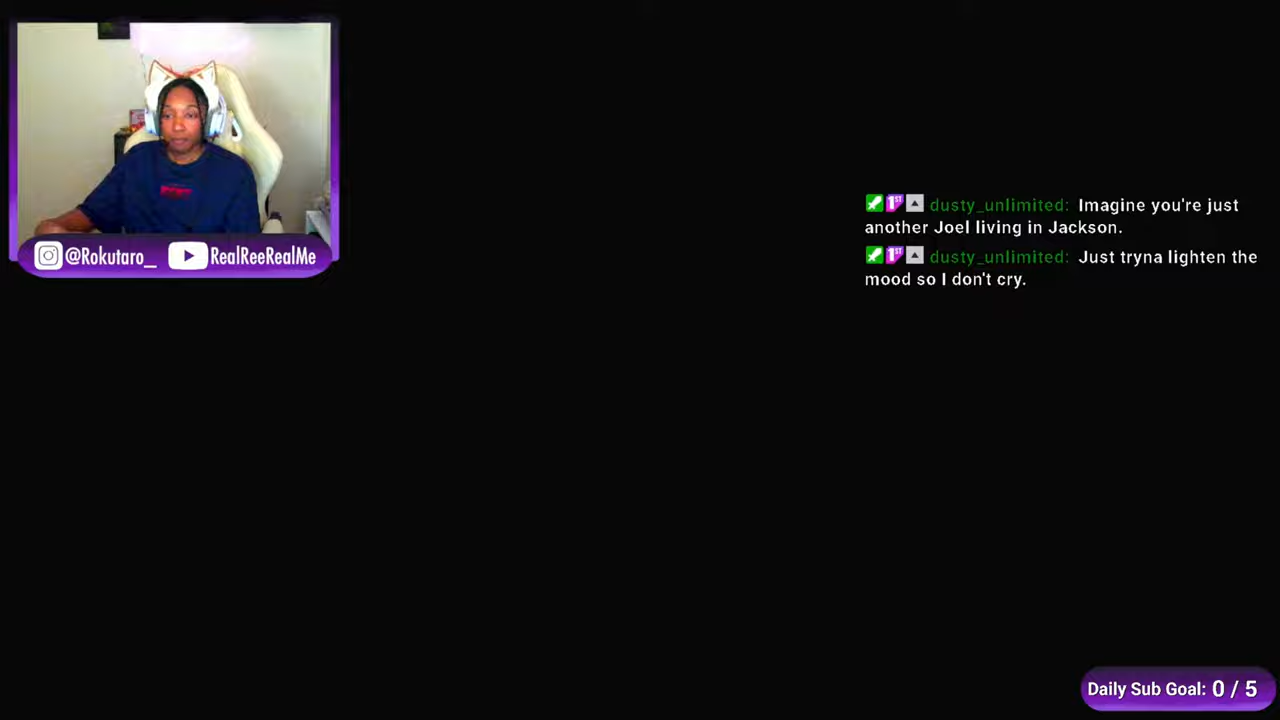 @Rokutaro_ RealReeRealMe
dusty_unlimited: Imagine you're just
another Joel living in Jackson.
dusty_unlimited: Just tryna lighten the
mood so I don't cry.
Daily Sub Goal: 0 / 5